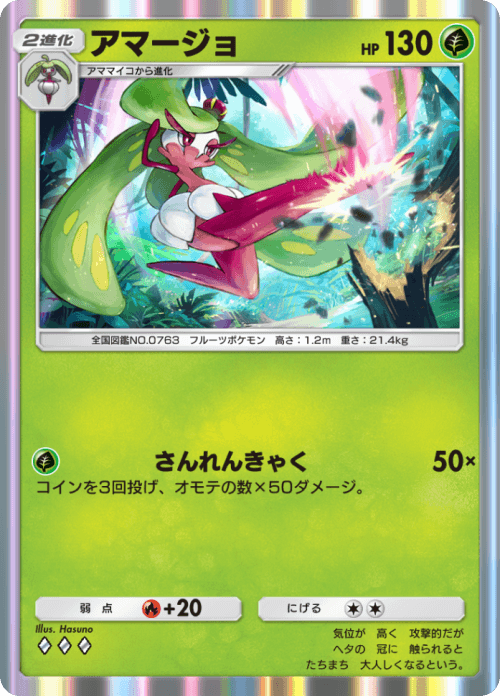 2進化 アマージョ HP 130
アママイコから進化
全国図鑑NO.0763 フルーツポケモン 高さ:1.2m 重さ:21.4kg
さんれんきゃく 50×
コインを3回投げ、オモテの数×50ダメージ。
弱点 +20 にげる
Illus. Hasuno
気位が 高く 攻撃的だが
ヘタの 冠に 触られると
たちまち 大人しくなるという。